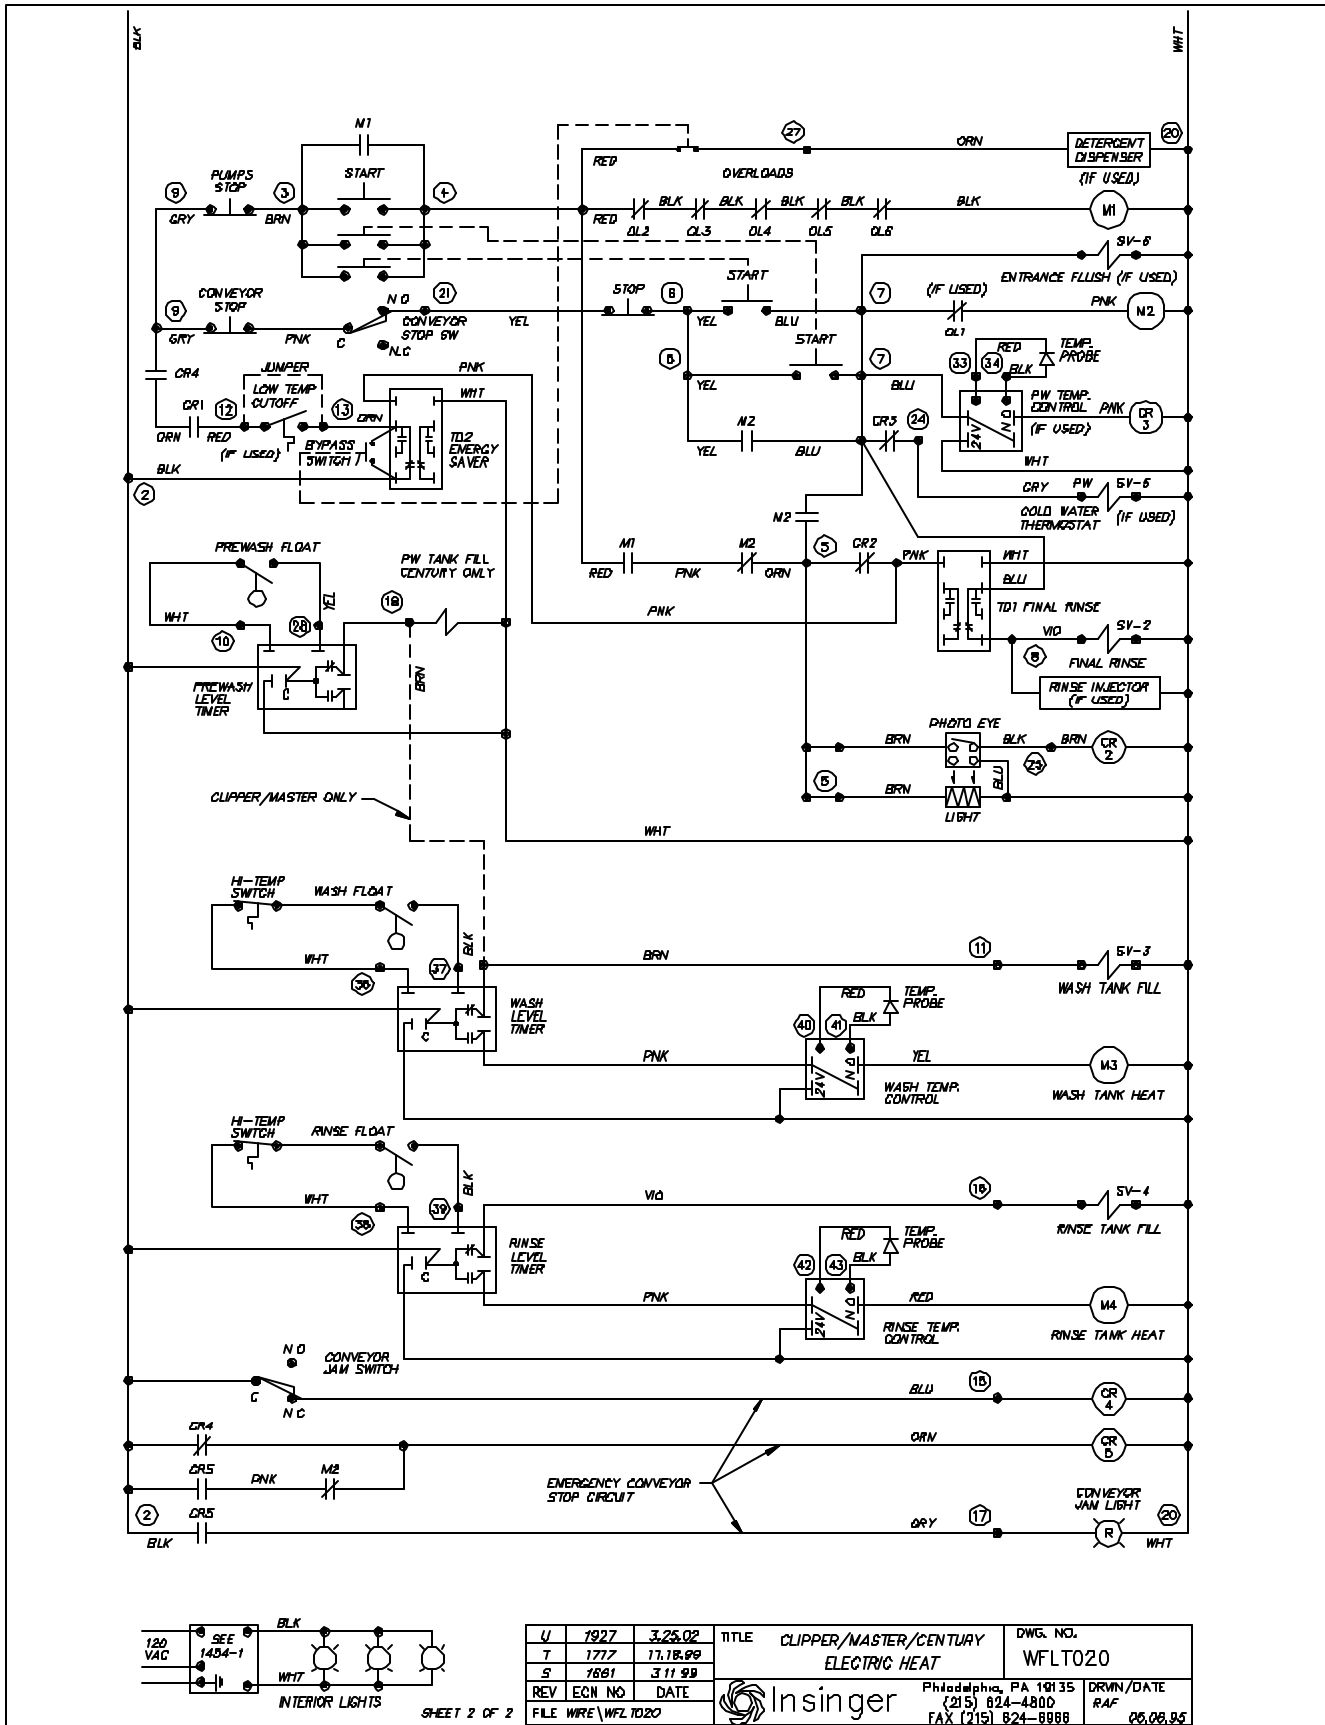 BLK
WHT
M1
27
ORN
DETERGENT
DISPENSER
20
RED
OVERLOADS
(IF USED)
PUMPS
STOP
START
9
3
4
GRY
BRN
RED
BLK
BLK
BLK
BLK
BLK
OL2
OL3
OL4
OL5
OL6
M1
SV-6
ENTRANCE FLUSH (IF USED)
START
CONVEYOR
STOP
NO
21
STOP
6
7
(IF USED)
PNK
M2
9
GRY
PNK
C
CONVEYOR
STOP SW
YEL
YEL
BLU
OL1
N.C
START
RED
TEMP.
PROBE
CR4
JUMPER
PNK
6
7
33
34
BLK
LOW TEMP
CUTOFF
WHT
YEL
BLU
PW TEMP.
CONTROL
PNK
CR
3
CR1
12
13
ORN
M2
CR3
24
(IF USED)
ORN
RED
(IF USED)
BYPASS
SWITCH
TD2
ENERGY
SAVER
YEL
BLU
24V
NO
WHT
BLK
2
GRY
PW
SV-5
COLD WATER
THERMOSTAT
(IF USED)
M2
PREWASH FLOAT
PW TANK FILL
CENTURY ONLY
M1
M2
5
CR2
PNK
WHT
RED
PNK
ORN
BLU
YEL
19
PNK
TD1 FINAL RINSE
WHT
10
28
VIO
SV-2
BRN
8
FINAL RINSE
PREWASH
LEVEL
TIMER
C
RINSE INJECTOR
(IF USED)
PHOTO EYE
BRN
BLK
BRN
CR
2
25
5
BRN
BLU
CLIPPER/MASTER ONLY
LIGHT
WHT
HI-TEMP
SWITCH
WASH FLOAT
BLK
WHT
36
37
BRN
11
SV-3
WASH TANK FILL
WASH
LEVEL
TIMER
C
RED
TEMP.
PROBE
40
41
BLK
PNK
24V
NO
YEL
M3
WASH TEMP.
CONTROL
WASH TANK HEAT
HI-TEMP
SWITCH
RINSE FLOAT
BLK
WHT
38
39
VIO
16
SV-4
RINSE TANK FILL
RINSE
LEVEL
TIMER
C
RED
TEMP.
PROBE
42
43
BLK
PNK
24V
NO
RED
M4
RINSE TEMP.
CONTROL
RINSE TANK HEAT
NO
CONVEYOR
JAM SWITCH
C
NC
BLU
15
CR
4
CR4
ORN
CR
5
CR5
PNK
M2
EMERGENCY CONVEYOR
STOP CIRCUIT
CONVEYOR
JAM LIGHT
2
CR5
BLK
GRY
17
R
20
WHT
120
VAC
SEE
1454-1
BLK
WHT
INTERIOR LIGHTS
SHEET 2 OF 2
U 1927 3.25.02
T 1777 11.18.99
S 1661 3 11 99
REV ECN NO DATE
FILE WIRE\WFLT020
TITLE CLIPPER/MASTER/CENTURY
ELECTRIC HEAT
DWG. NO.
WFLT020
Insinger
Philadelphia, PA 19135
(215) 624-4800
FAX (215) 624-6966
DRWN/DATE
RAF
06.06.95